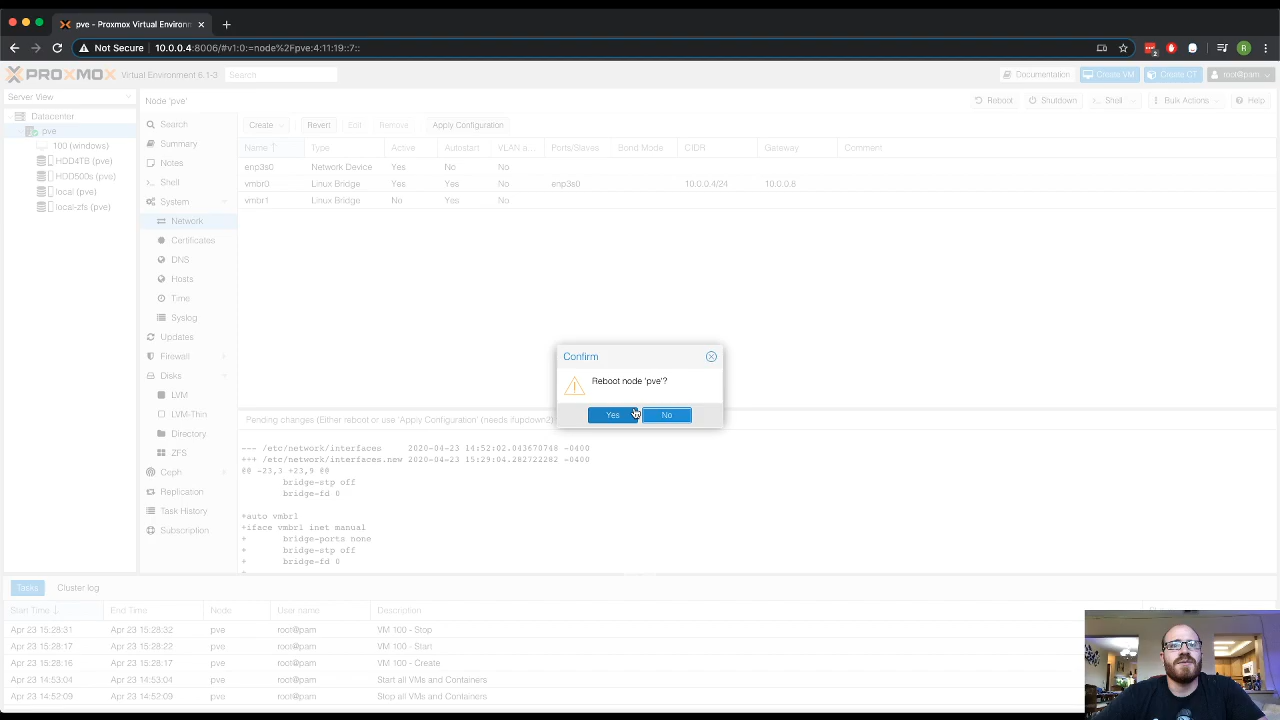 pve - Proxmox Virtual Environ
Not Secure 10.0.0.4:8006/#v1:0:=node%2Fpve:4:11:19::7::
PROXMOX Virtual Environment 6.1-3 Search Documentation Create VM Create CT root@pam
Server View
Node 'pve' Reboot Shutdown Shell Bulk Actions Help
Datacenter
pve
100 (windows)
HDD4TB (pve)
HDD500s (pve)
local (pve)
local-zfs (pve)
Search
Summary
Notes
Shell
System
Network
Certificates
DNS
Hosts
Time
Syslog
Updates
Firewall
Disks
LVM
LVM-Thin
Directory
ZFS
Ceph
Replication
Task History
Subscription
Create Revert Edit Remove Apply Configuration
Name Type Active Autostart VLAN a... Ports/Slaves Bond Mode CIDR Gateway Comment
enp3s0 Network Device Yes No No
vmbr0 Linux Bridge Yes Yes No enp3s0 10.0.0.4/24 10.0.0.8
vmbr1 Linux Bridge No Yes No
Confirm
Reboot node 'pve'?
Yes No
Pending changes (Either reboot or use 'Apply Configuration' (needs ifupdown2)
--- /etc/network/interfaces 2020-04-23 14:52:02.043670748 -0400
+++ /etc/network/interfaces.new 2020-04-23 15:29:04.282722282 -0400
@@ -23,3 +23,9 @@
bridge-stp off
bridge-fd 0
+auto vmbr1
+iface vmbr1 inet manual
+ bridge-ports none
+ bridge-stp off
+ bridge-fd 0
+
Tasks Cluster log
Start Time End Time Node User name Description
Apr 23 15:28:31 Apr 23 15:28:32 pve root@pam VM 100 - Stop
Apr 23 15:28:17 Apr 23 15:28:22 pve root@pam VM 100 - Start
Apr 23 15:28:16 Apr 23 15:28:17 pve root@pam VM 100 - Create
Apr 23 14:53:04 Apr 23 14:53:04 pve root@pam Start all VMs and Containers
Apr 23 14:52:09 Apr 23 14:52:09 pve root@pam Stop all VMs and Containers